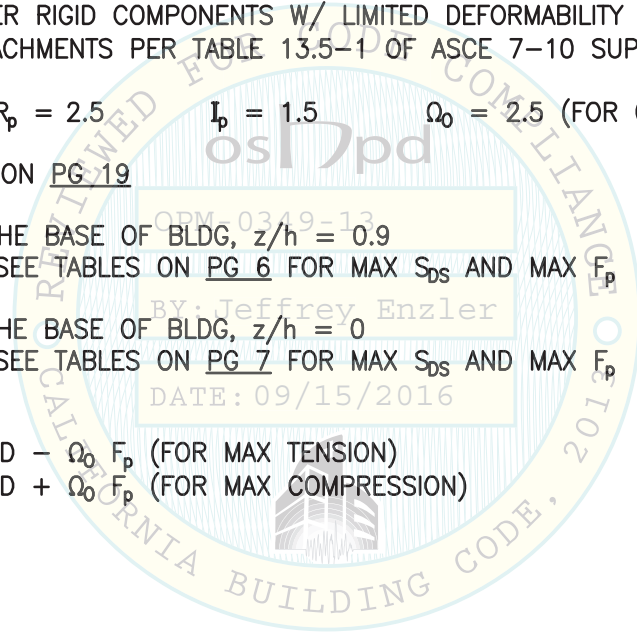 ER RIGID COMPONENTS W/ LIMITED DEFORMABILITY
ACHMENTS PER TABLE 13.5-1 OF ASCE 7-10 SUP
Rₚ = 2.5 Iₚ = 1.5 Ω₀ = 2.5 (FOR
ON PG 19
HE BASE OF BLDG, z/h = 0.9
SEE TABLES ON PG 6 FOR MAX S_DS AND MAX Fₚ
HE BASE OF BLDG, z/h = 0
SEE TABLES ON PG 7 FOR MAX S_DS AND MAX Fₚ
D – Ω₀ Fₚ (FOR MAX TENSION)
D + Ω₀ Fₚ (FOR MAX COMPRESSION)
REVIEWED FOR CODE COMPLIANCE
oshpd
OPM-0349-13
BY: Jeffrey Enzler
DATE: 09/15/2016
CALIFORNIA BUILDING CODE, 2013